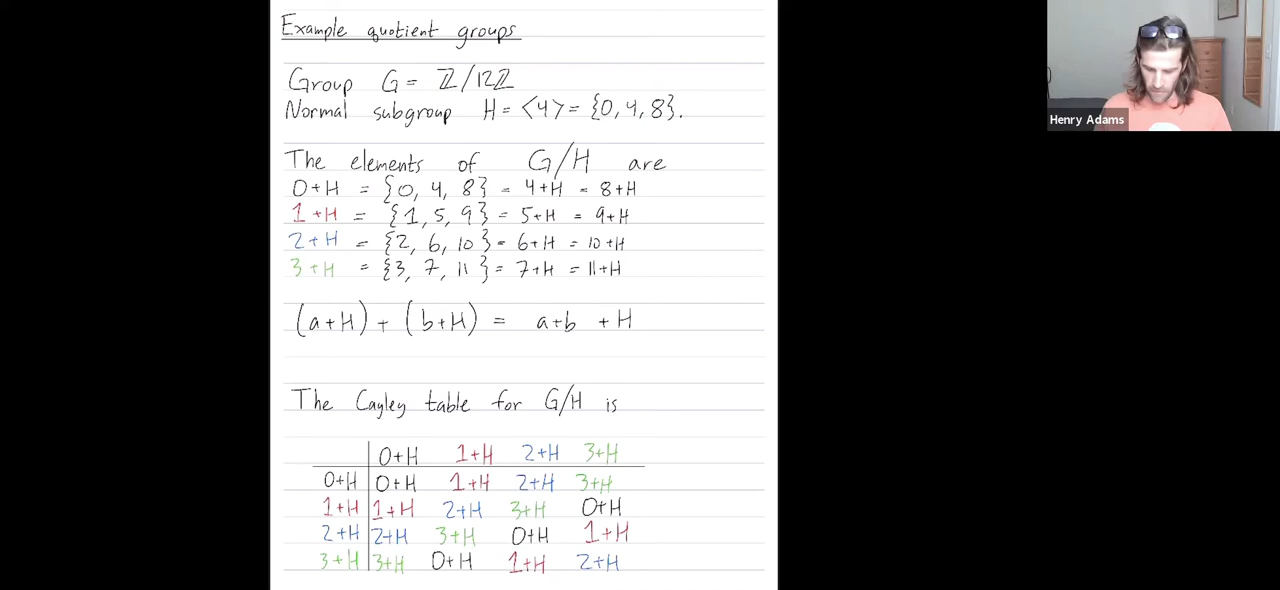 Example quotient groups
Group G = ℤ/12ℤ
Normal subgroup H = <4> = {0, 4, 8}.
The elements of G/H are
0+H = {0, 4, 8} = 4+H = 8+H
1+H = {1, 5, 9} = 5+H = 9+H
2+H = {2, 6, 10} = 6+H = 10+H
3+H = {3, 7, 11} = 7+H = 11+H
(a+H) + (b+H) = a+b + H
The Cayley table for G/H is
0+H 1+H 2+H 3+H
0+H 0+H 1+H 2+H 3+H
1+H 1+H 2+H 3+H 0+H
2+H 2+H 3+H 0+H 1+H
3+H 3+H 0+H 1+H 2+H
Henry Adams